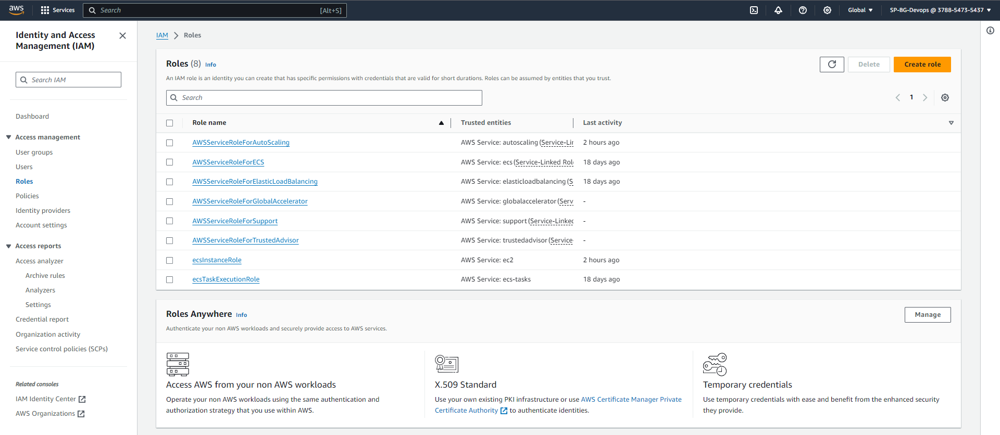 aws
Services
Search
[Alt+S]
Global
SP-BG-Devops @ 3788-5473-5437
Identity and Access
Management (IAM)
Search IAM
Dashboard
Access management
User groups
Users
Roles
Policies
Identity providers
Account settings
Access reports
Access analyzer
Archive rules
Analyzers
Settings
Credential report
Organization activity
Service control policies (SCPs)
Related consoles
IAM Identity Center
AWS Organizations
IAM > Roles
Roles (8) Info
Delete
Create role
An IAM role is an identity you can create that has specific permissions with credentials that are valid for short durations. Roles can be assumed by entities that you trust.
Search
1
Role name Trusted entities Last activity
AWSServiceRoleForAutoScaling AWS Service: autoscaling (Service-Lin 2 hours ago
AWSServiceRoleForECS AWS Service: ecs (Service-Linked Role 18 days ago
AWSServiceRoleForElasticLoadBalancing AWS Service: elasticloadbalancing (S 18 days ago
AWSServiceRoleForGlobalAccelerator AWS Service: globalaccelerator (Serv -
AWSServiceRoleForSupport AWS Service: support (Service-Linked -
AWSServiceRoleForTrustedAdvisor AWS Service: trustedadvisor (Service- -
ecsInstanceRole AWS Service: ec2 2 hours ago
ecsTaskExecutionRole AWS Service: ecs-tasks 18 days ago
Roles Anywhere Info
Manage
Authenticate your non AWS workloads and securely provide access to AWS services.
Access AWS from your non AWS workloads
Operate your non AWS workloads using the same authentication and
authorization strategy that you use within AWS.
X.509 Standard
Use your own existing PKI infrastructure or use AWS Certificate Manager Private
Certificate Authority to authenticate identities.
Temporary credentials
Use temporary credentials with ease and benefit from the enhanced security
they provide.